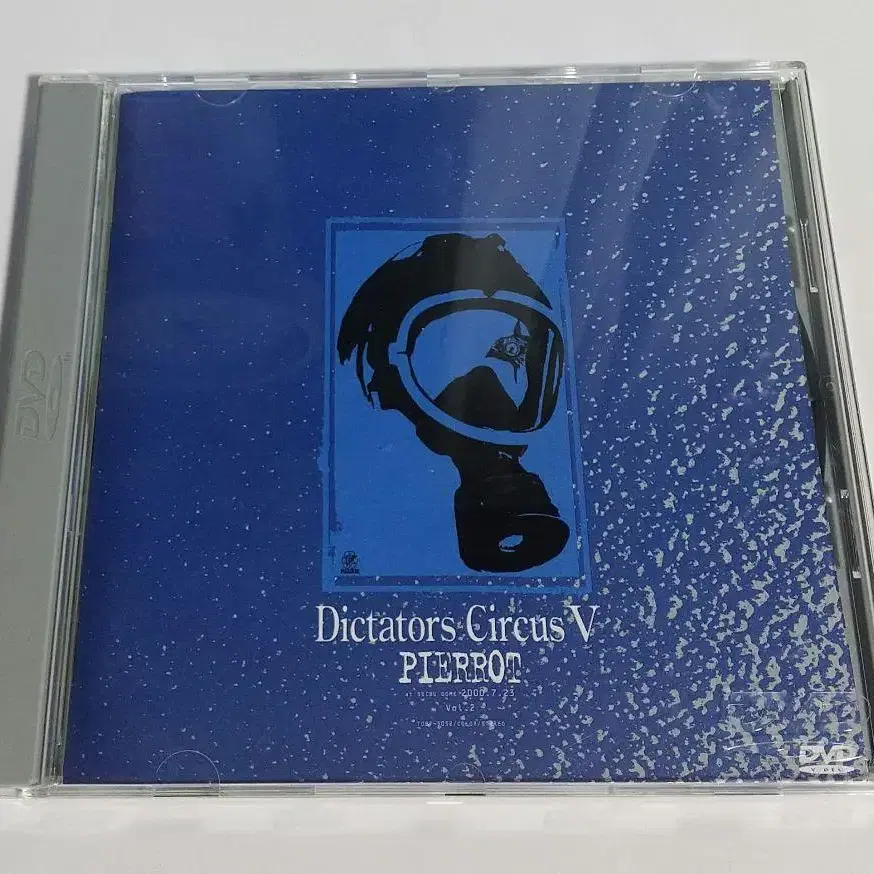 DVD
Dictators Circus V
PIERROT
AT SEIBU DOME 2000.7.23
Vol.2
DVD